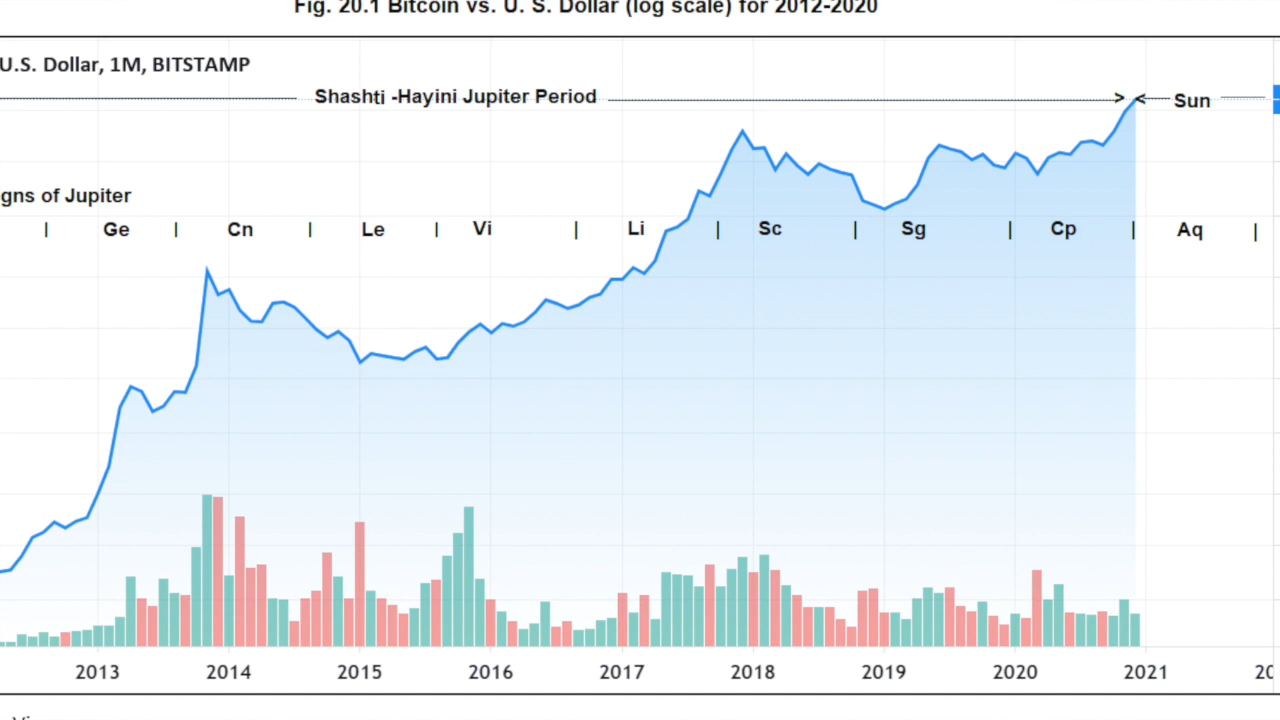 Fig. 20.1 Bitcoin vs. U. S. Dollar (log scale) for 2012-2020
U.S. Dollar, 1M, BITSTAMP
Shashti -Hayini Jupiter Period > < Sun
gns of Jupiter
| Ge | Cn | Le | Vi | Li | Sc | Sg | Cp | Aq |
2013 2014 2015 2016 2017 2018 2019 2020 2021 20